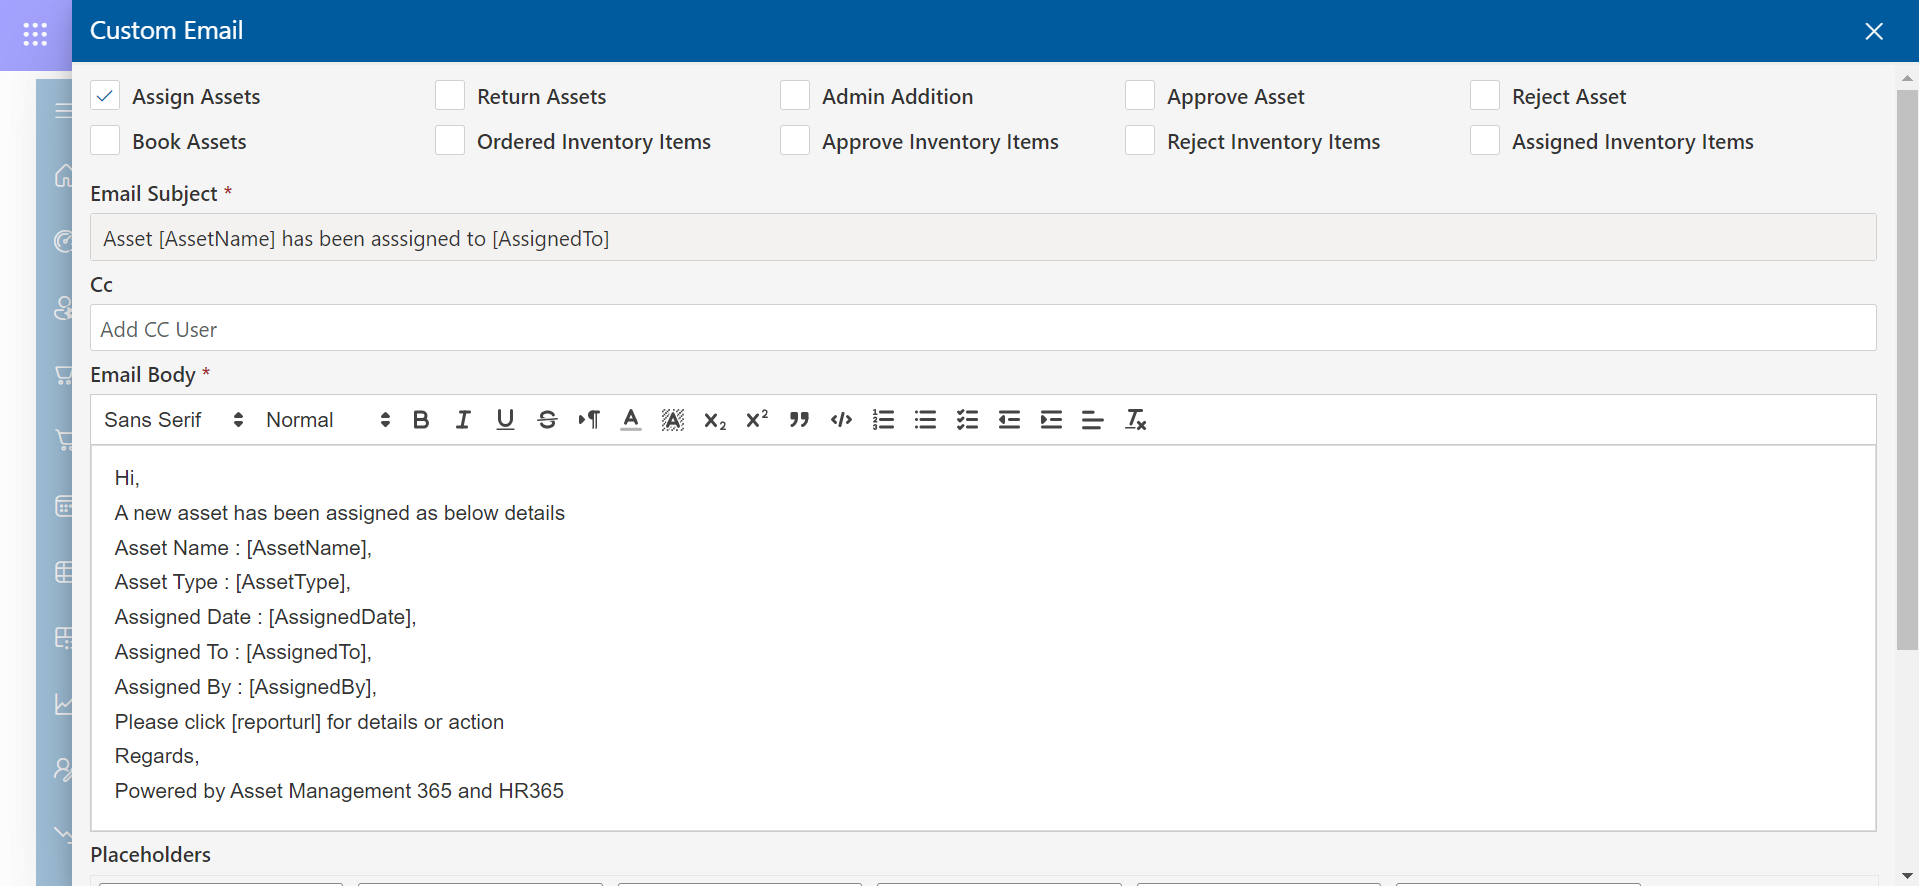 Custom Email
Assign Assets Return Assets Admin Addition Approve Asset Reject Asset
Book Assets Ordered Inventory Items Approve Inventory Items Reject Inventory Items Assigned Inventory Items
Email Subject *
Asset [AssetName] has been asssigned to [AssignedTo]
Cc
Add CC User
Email Body *
Sans Serif Normal
Hi,
A new asset has been assigned as below details
Asset Name : [AssetName],
Asset Type : [AssetType],
Assigned Date : [AssignedDate],
Assigned To : [AssignedTo],
Assigned By : [AssignedBy],
Please click [reporturl] for details or action
Regards,
Powered by Asset Management 365 and HR365
Placeholders